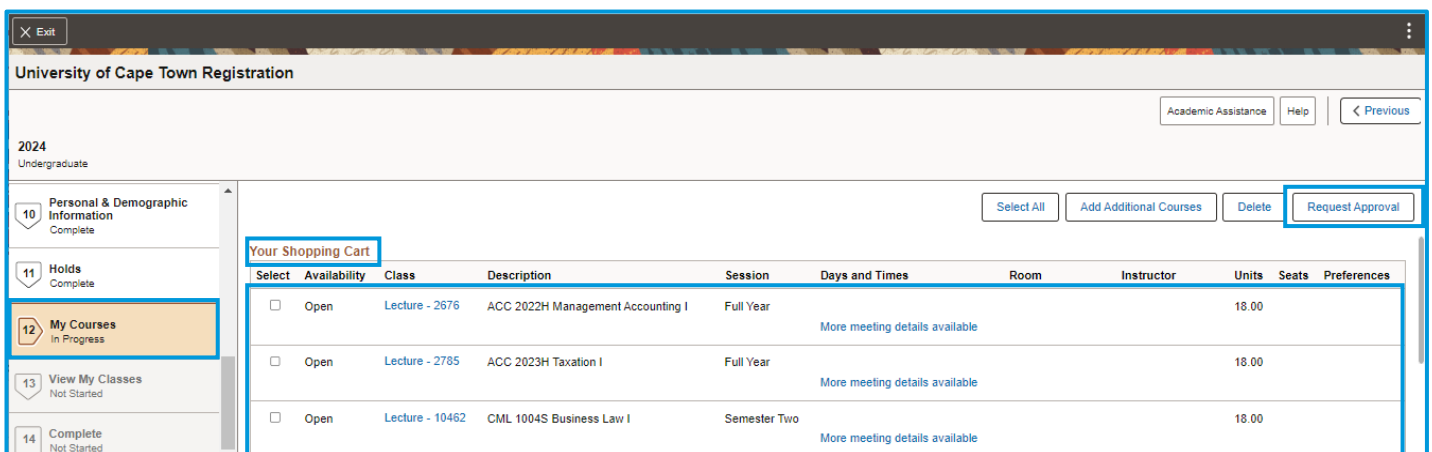 Exit
University of Cape Town Registration
Academic Assistance Help Previous
2024
Undergraduate
10 Personal & Demographic Information
Complete
11 Holds
Complete
12 My Courses
In Progress
13 View My Classes
Not Started
14 Complete
Not Started
Select All Add Additional Courses Delete Request Approval
Your Shopping Cart
Select Availability Class Description Session Days and Times Room Instructor Units Seats Preferences
Open Lecture - 2676 ACC 2022H Management Accounting I Full Year 18.00
More meeting details available
Open Lecture - 2785 ACC 2023H Taxation I Full Year 18.00
More meeting details available
Open Lecture - 10462 CML 1004S Business Law I Semester Two 18.00
More meeting details available